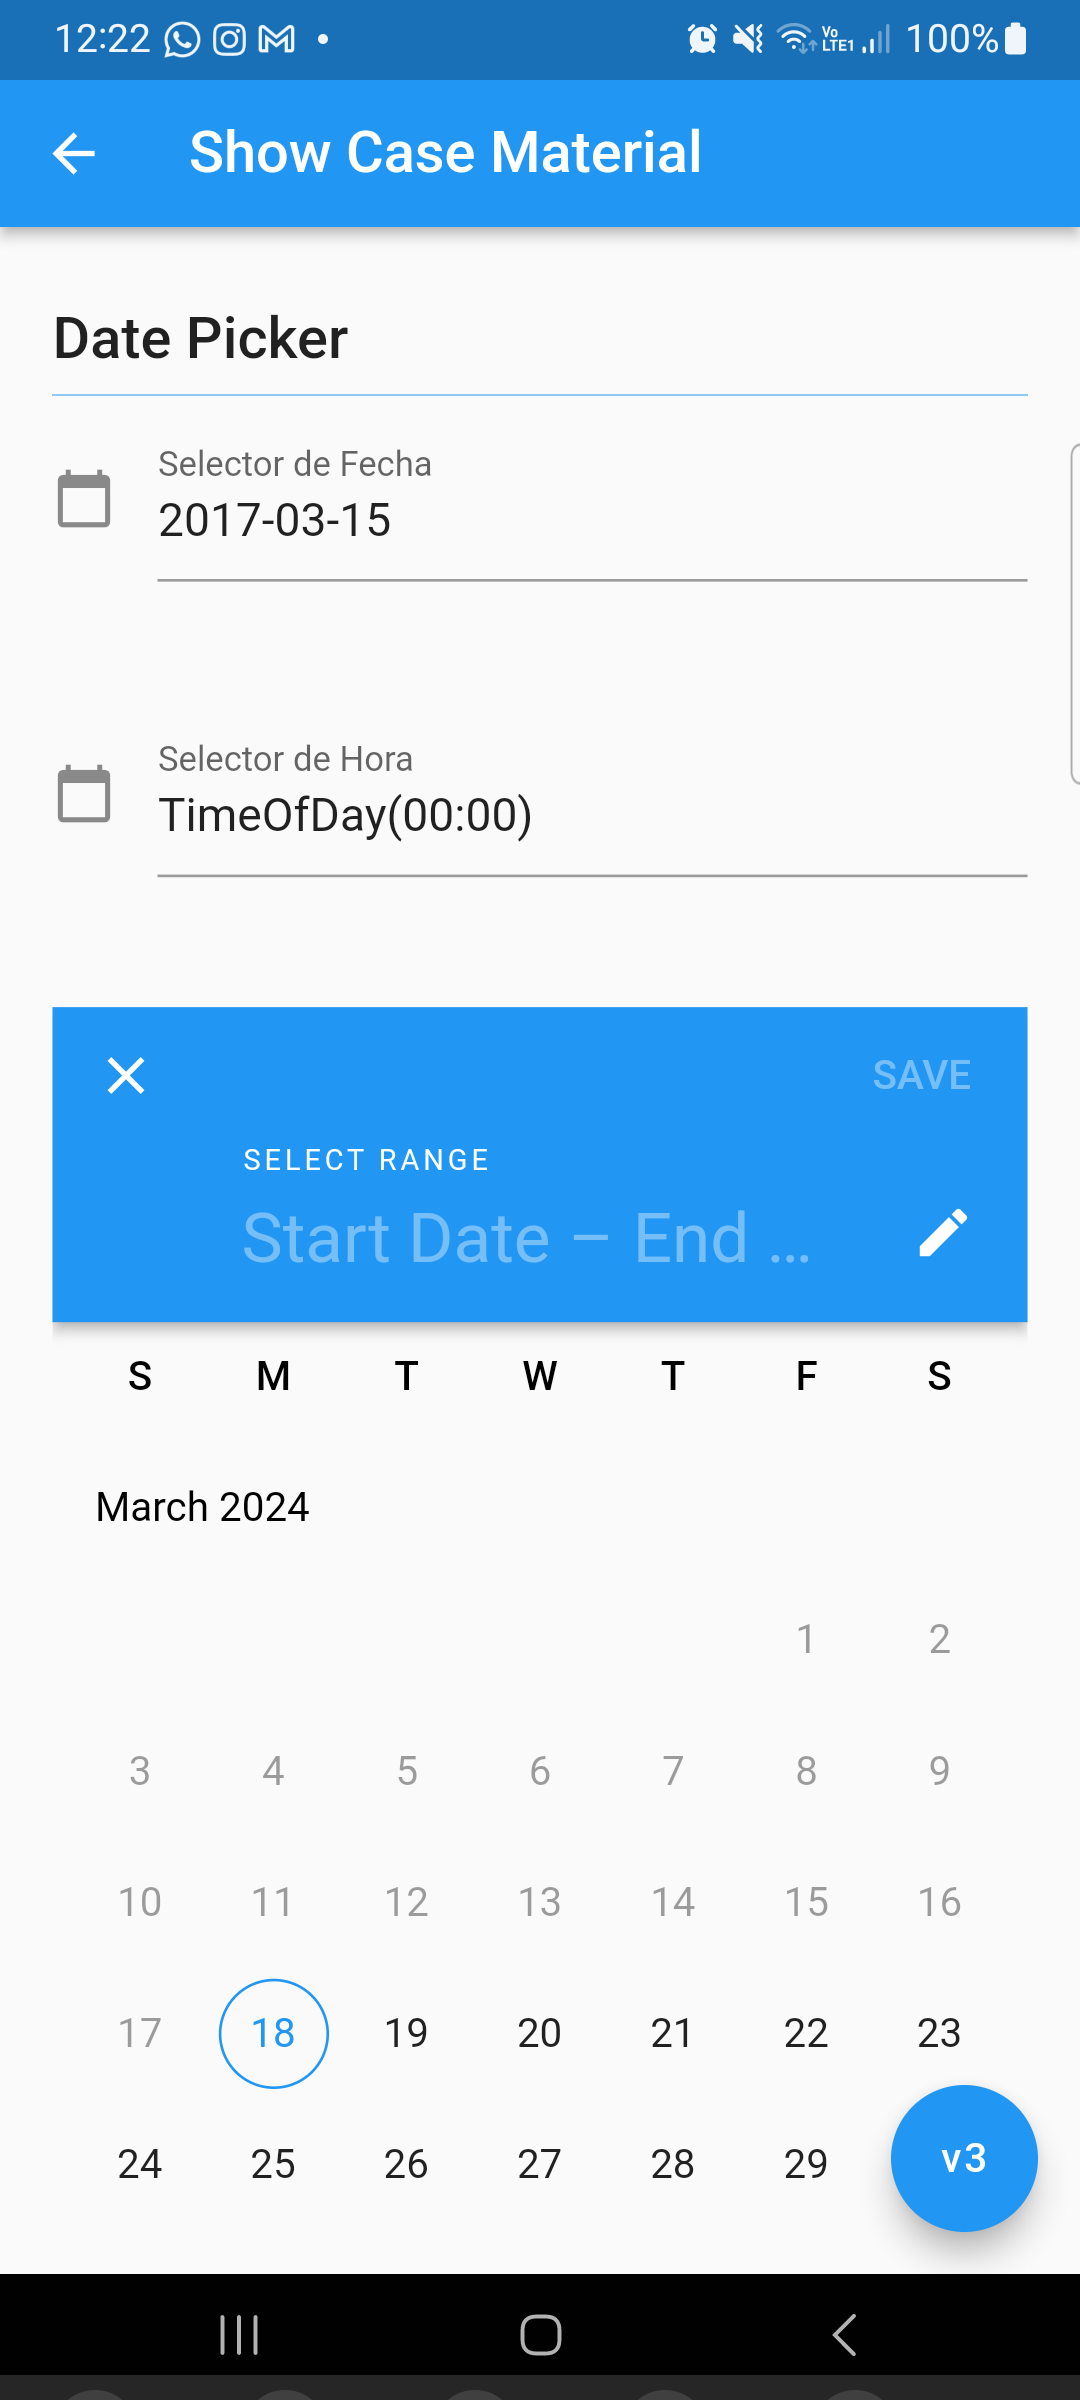 12:22 Vo LTE1 100%
Show Case Material
Date Picker
Selector de Fecha
2017-03-15
Selector de Hora
TimeOfDay(00:00)
SAVE
SELECT RANGE
Start Date – End ...
S M T W T F S
March 2024
1 2
3 4 5 6 7 8 9
10 11 12 13 14 15 16
17 18 19 20 21 22 23
24 25 26 27 28 29
v3